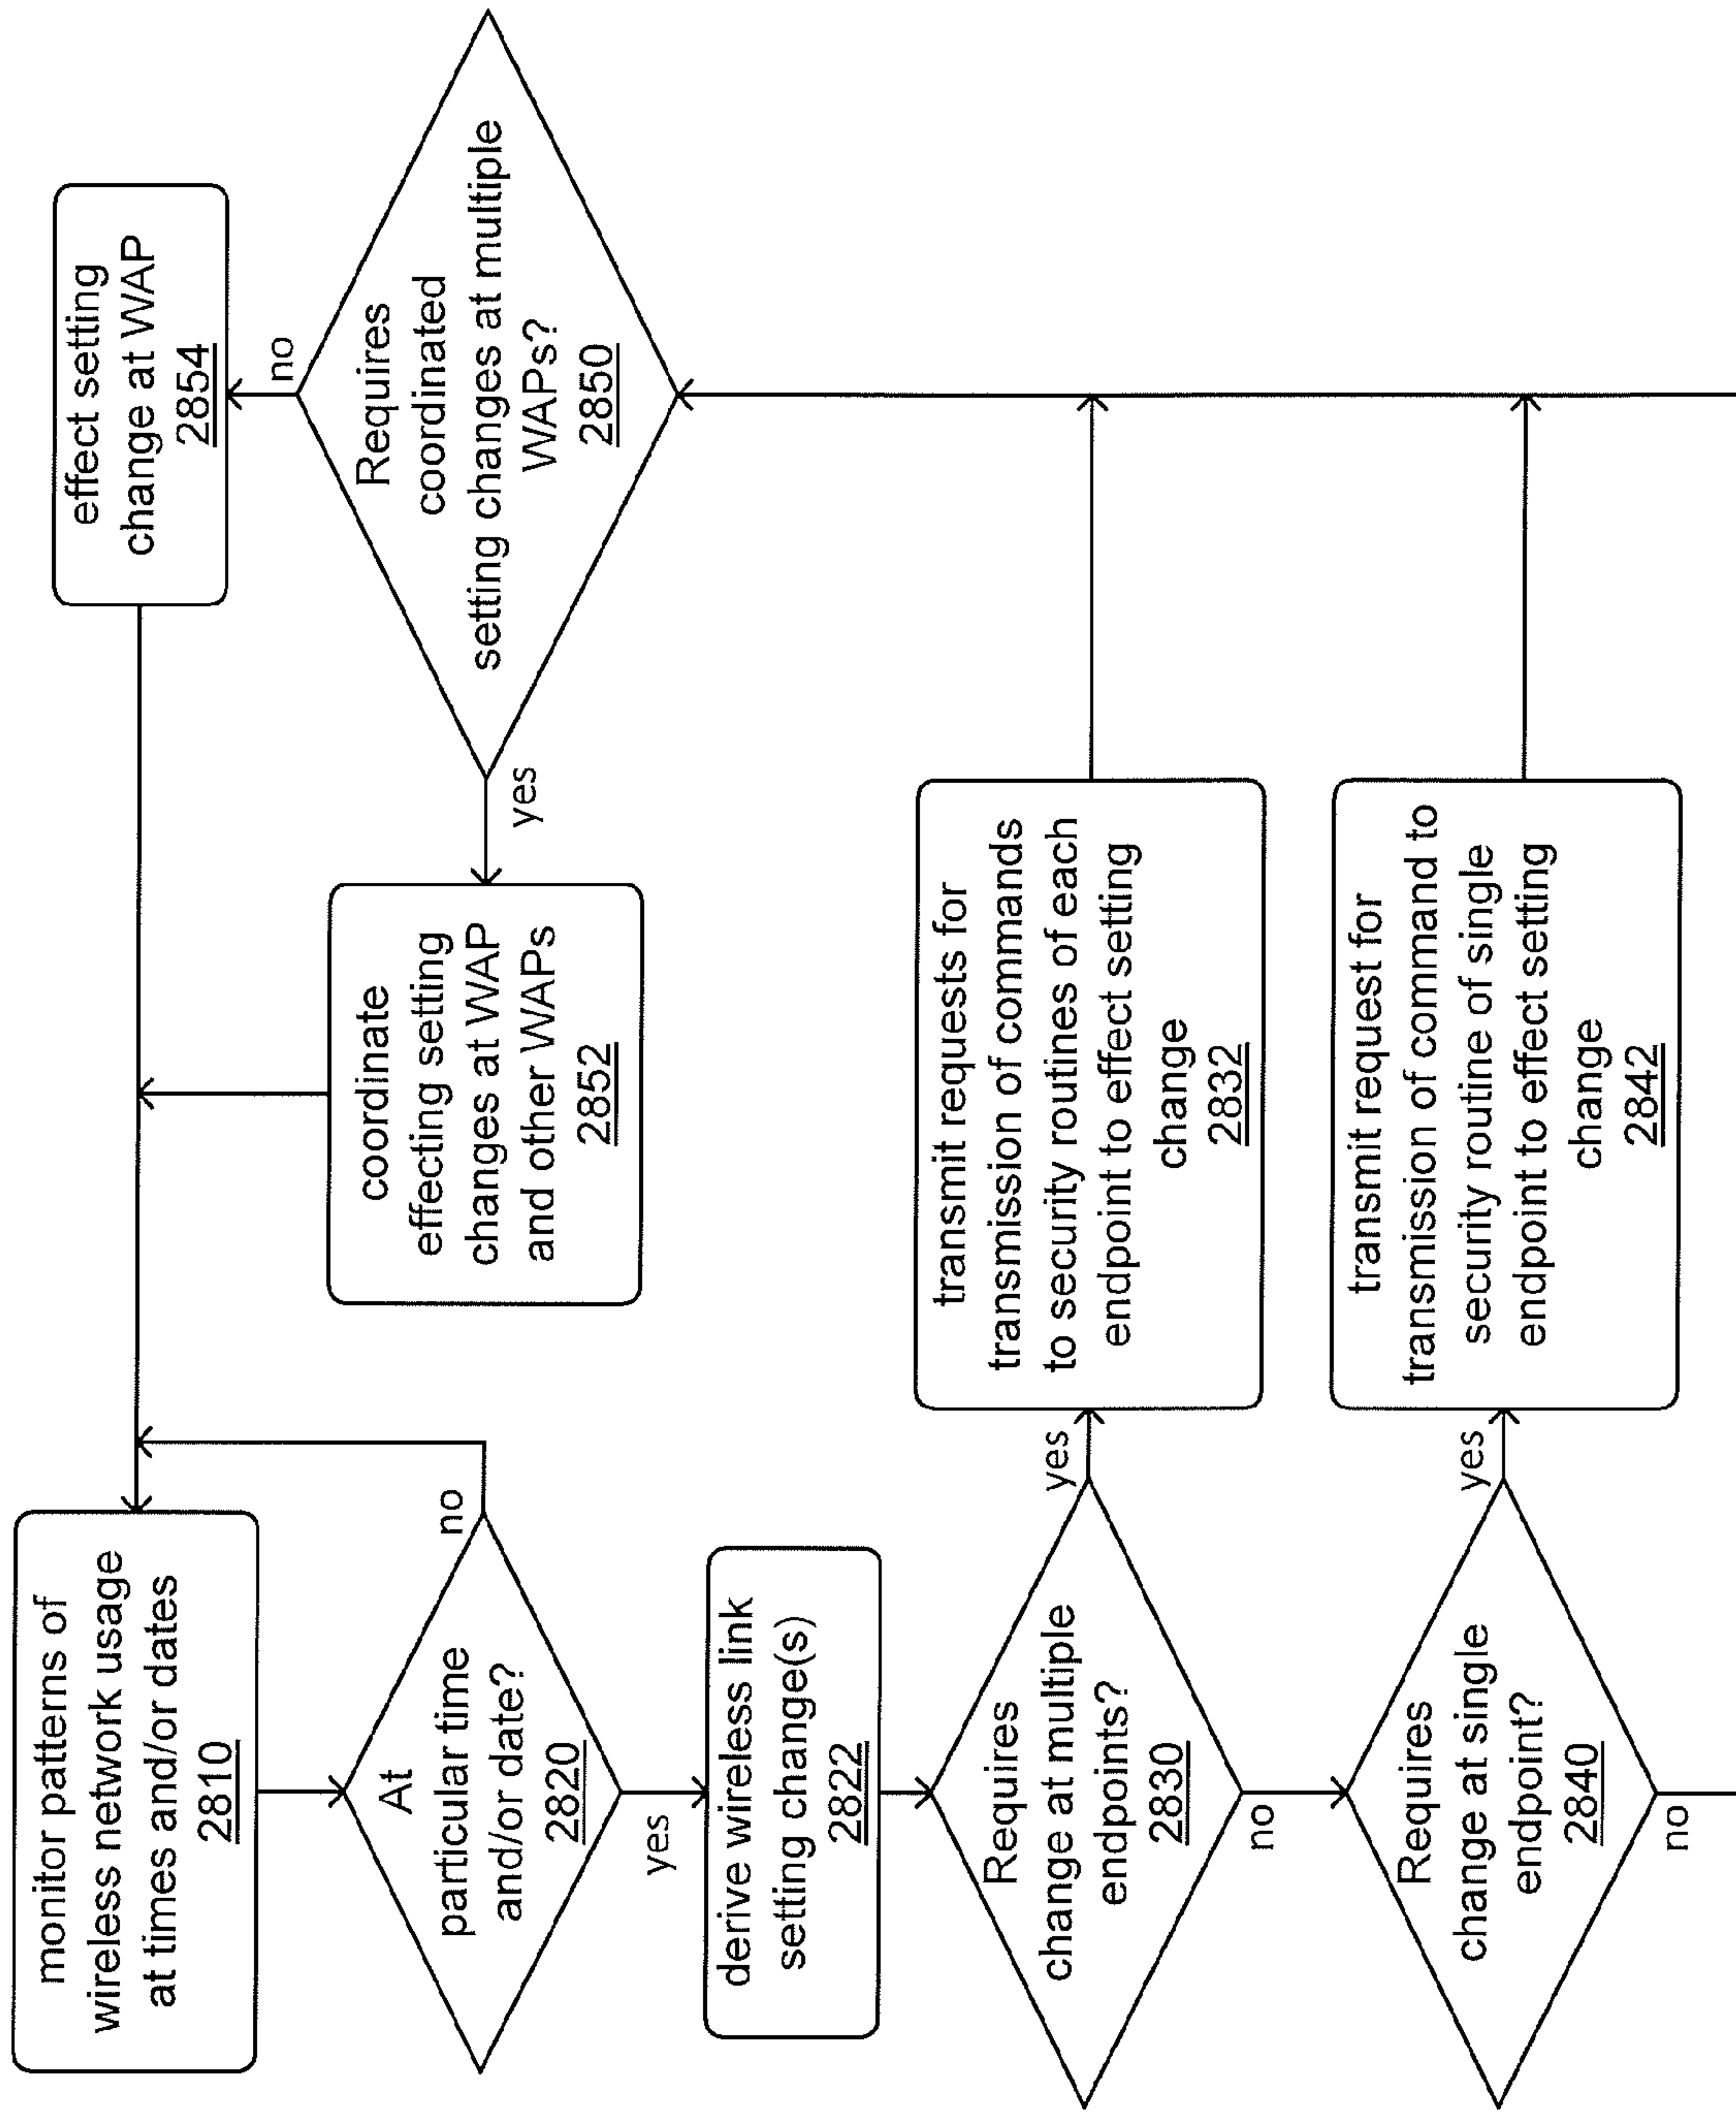 monitor patterns of
wireless network usage
at times and/or dates
2810
At
particular time
and/or date?
2820
no
yes
derive wireless link
setting change(s)
2822
Requires
change at multiple
endpoints?
2830
yes
no
transmit requests for
transmission of commands
to security routines of each
endpoint to effect setting
change
2832
Requires
change at single
endpoint?
2840
yes
no
transmit request for
transmission of command to
security routine of single
endpoint to effect setting
change
2842
Requires
coordinated
setting changes at multiple
WAPs?
2850
yes
no
coordinate
effecting setting
changes at WAP
and other WAPs
2852
effect setting
change at WAP
2854